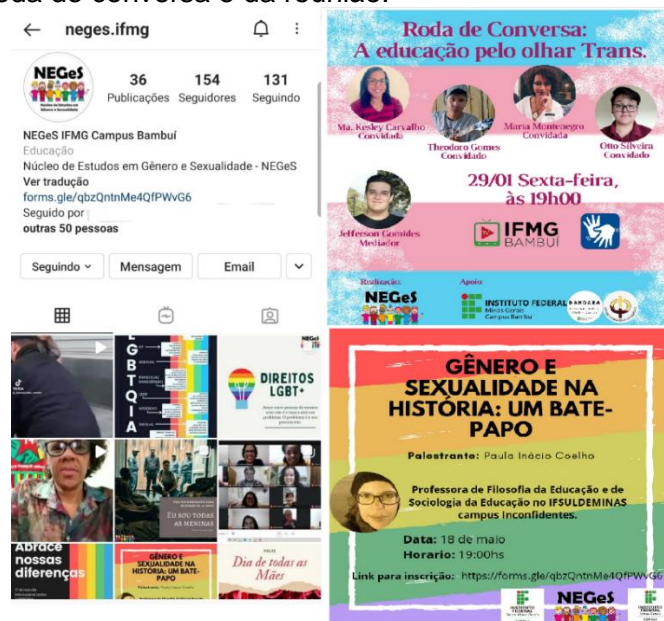 roda de conversa e da reunião.
neges.ifmg
NEGeS
36
154
131
Publicações
Seguidores
Seguindo
NEGeS IFMG Campus Bambuí
Educação
Núcleo de Estudos em Gênero e Sexualidade - NEGeS
Ver tradução
forms.gle/qbzQntnMe4QfPWvG6
Seguido por
outras 50 pessoas
Seguindo
Mensagem
Email
LGBTQIA
NEGeS
DIREITOS
LGBT+
EU SOU TODAS
AS MENINAS
Abrace
nossas
diferenças
GÊNERO E
SEXUALIDADE NA
HISTÓRIA: UM BATE-
PAPO
Dia de todas as
Mães
Roda de Conversa:
A educação pelo olhar Trans.
Ma. Kesley Carvalho
Convidada
Theodoro Gomes
Convidado
Maria Montenegro
Convidada
Otto Silveira
Convidado
29/01 Sexta-feira,
às 19h00
Jefferson Gomides
Mediador
IFMG
BAMBUÍ
Realização:
NEGeS
Apoio:
INSTITUTO FEDERAL
Minas Gerais
Campus Bambuí
GÊNERO E
SEXUALIDADE NA
HISTÓRIA: UM BATE-
PAPO
Palestrante: Paula Inácio Coelho
Professora de Filosofia da Educação e de
Sociologia da Educação no IFSULDEMINAS
campus Inconfidentes.
Data: 18 de maio
Horario: 19:00hs
Link para inscrição: https://forms.gle/qbzQntnMe4QfPWvG6
NEGeS